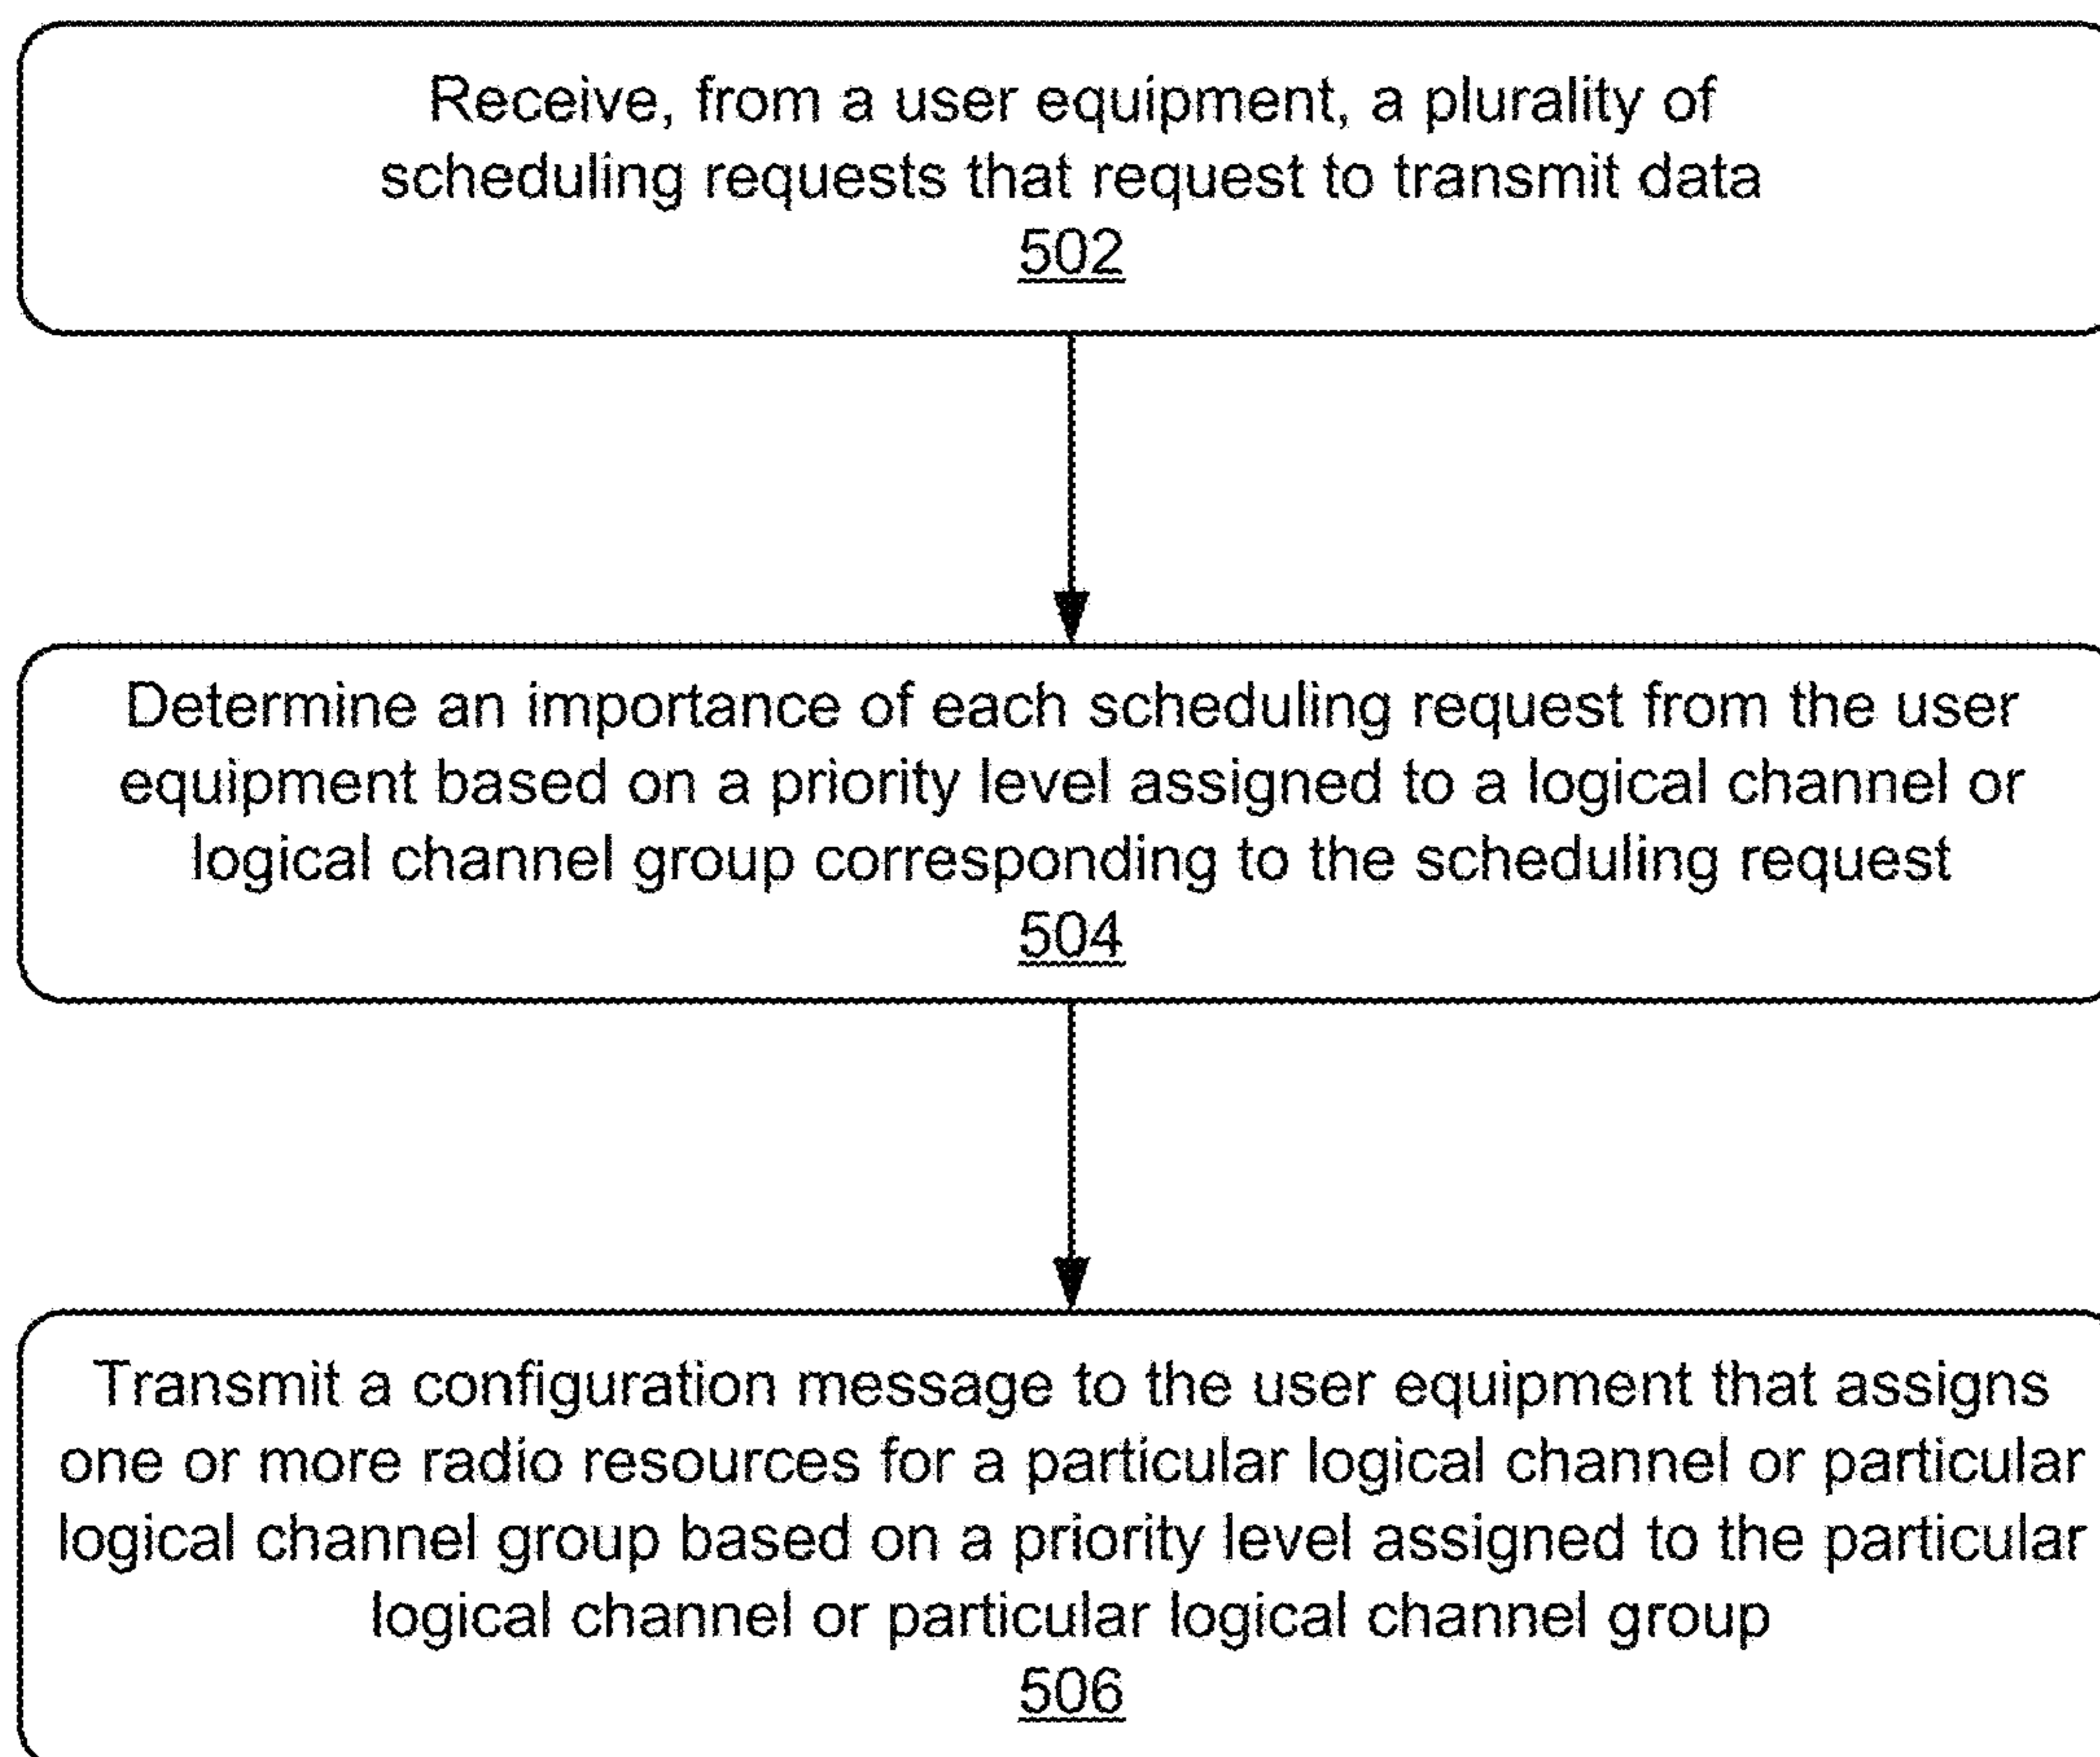 Receive, from a user equipment, a plurality of
scheduling requests that request to transmit data
502
Determine an importance of each scheduling request from the user
equipment based on a priority level assigned to a logical channel or
logical channel group corresponding to the scheduling request
504
Transmit a configuration message to the user equipment that assigns
one or more radio resources for a particular logical channel or particular
logical channel group based on a priority level assigned to the particular
logical channel or particular logical channel group
506